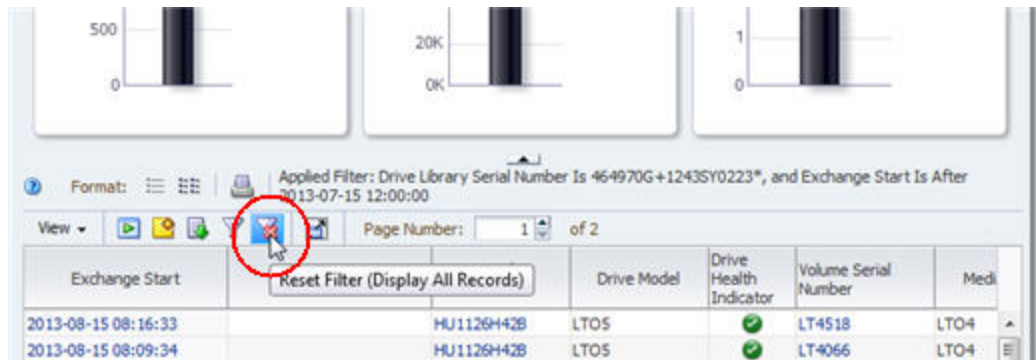 500
0
20K
0K
1
0
Format:
Applied Filter: Drive Library Serial Number Is 464970G+1243SY0223*, and Exchange Start Is After
2013-07-15 12:00:00
View
Page Number: 1 of 2
Reset Filter (Display All Records)
Exchange Start
Drive Model
Drive
Health
Indicator
Volume Serial
Number
Medi
2013-08-15 08:16:33 HU1126H42B LTO5 LT4518 LTO4
2013-08-15 08:09:34 HU1126H42B LTO5 LT4066 LTO4